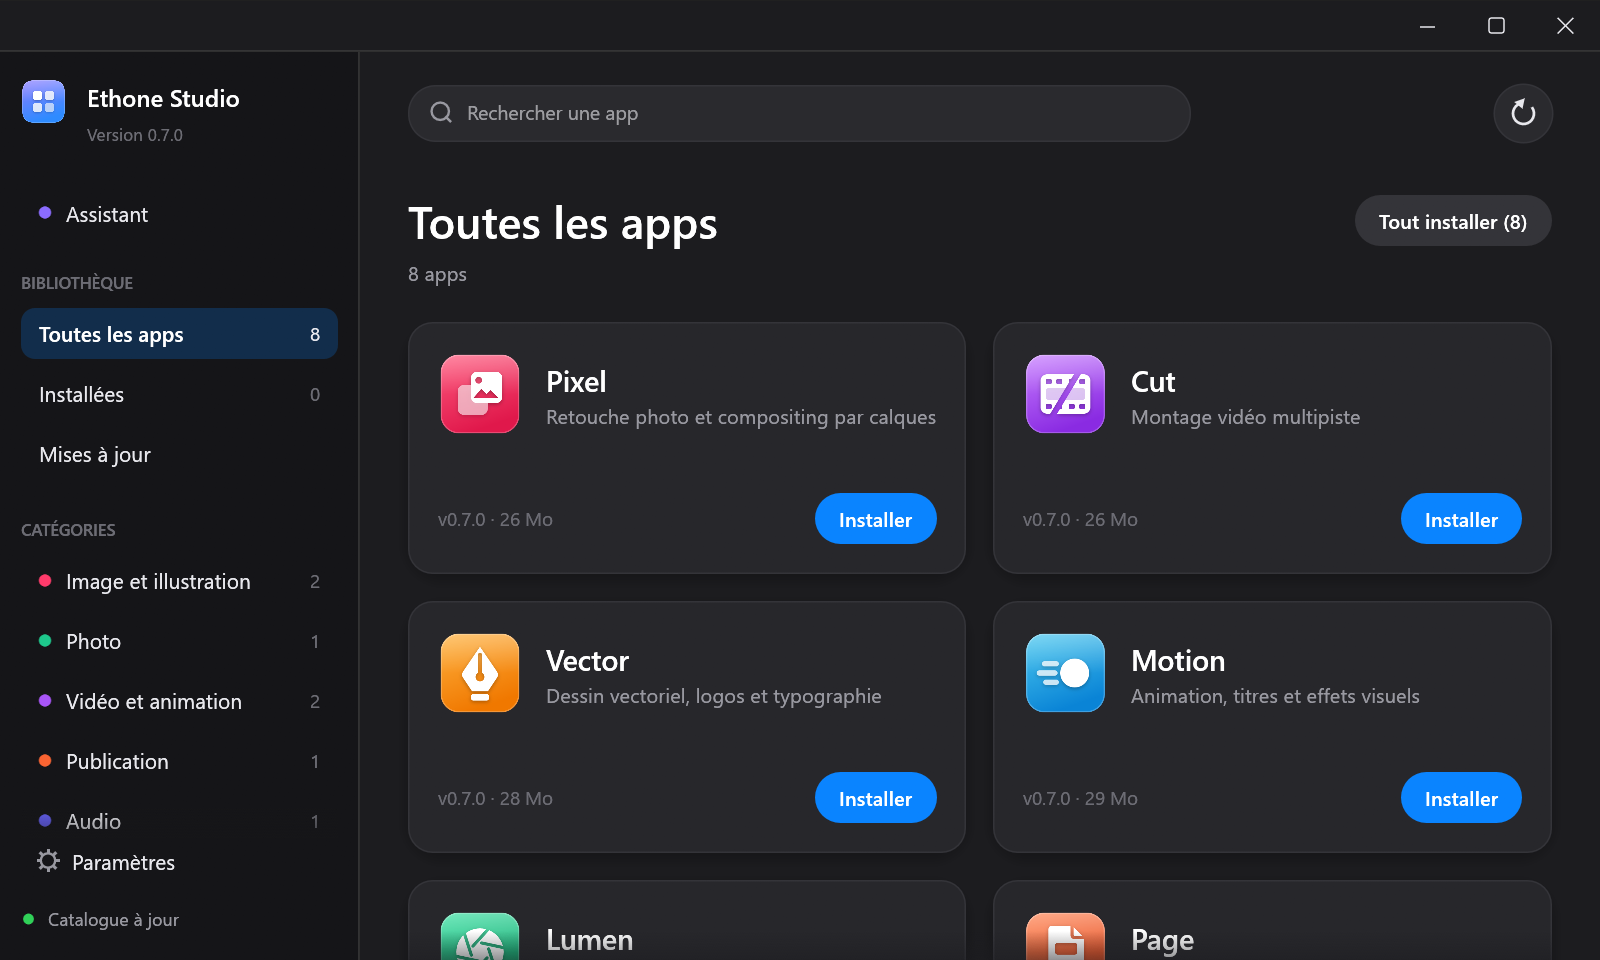 Ethone Studio
Version 0.7.0
Assistant
BIBLIOTHÈQUE
Toutes les apps 8
Installées 0
Mises à jour
CATÉGORIES
Image et illustration 2
Photo 1
Vidéo et animation 2
Publication 1
Audio 1
Paramètres
Catalogue à jour
Rechercher une app
Toutes les apps
Tout installer (8)
8 apps
Pixel
Retouche photo et compositing par calques
v0.7.0 · 26 Mo
Installer
Cut
Montage vidéo multipiste
v0.7.0 · 26 Mo
Installer
Vector
Dessin vectoriel, logos et typographie
v0.7.0 · 28 Mo
Installer
Motion
Animation, titres et effets visuels
v0.7.0 · 29 Mo
Installer
Lumen
Page